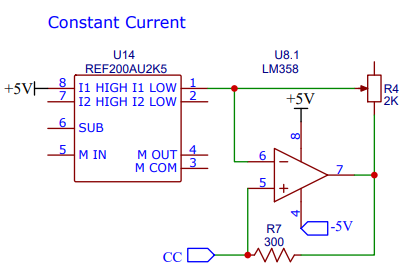 Constant Current
U14
REF200AU2K5
U8.1
LM358
+5V
8 I1 HIGH I1 LOW 1
7 I2 HIGH I2 LOW 2
6 SUB
5 M IN M OUT 4
M COM 3
+5V
R4
2K
8
6
5
7
4
-5V
R7
300
CC